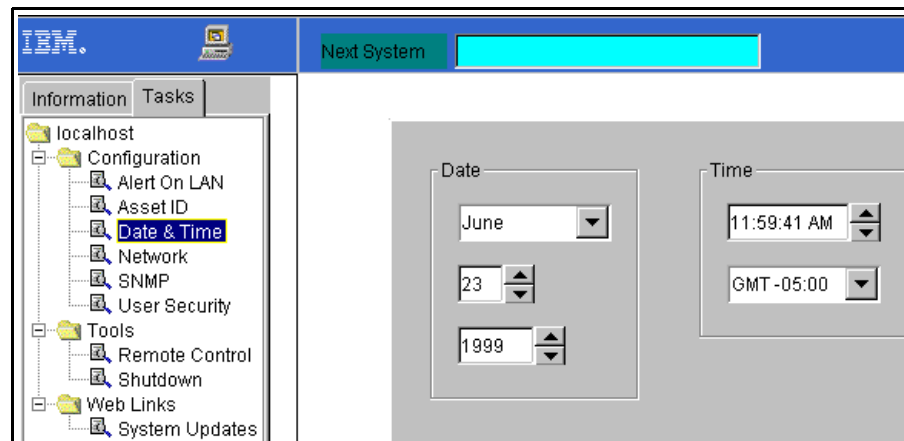 IBM.
Next System
Information Tasks
localhost
Configuration
Alert On LAN
Asset ID
Date & Time
Network
SNMP
User Security
Tools
Remote Control
Shutdown
Web Links
System Updates
Date
June
23
1999
Time
11:59:41 AM
GMT -05:00